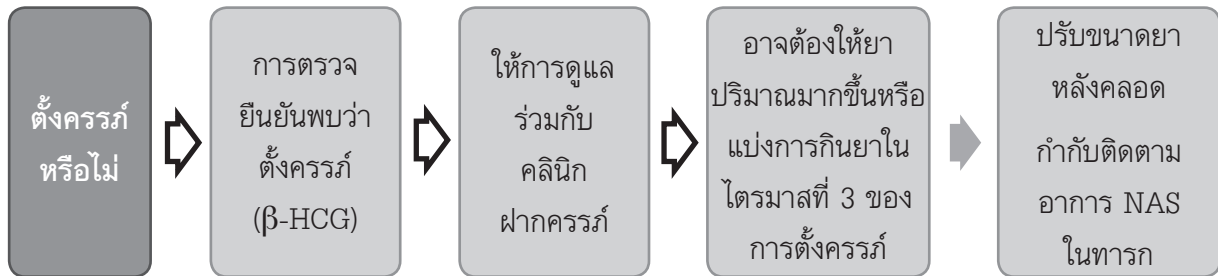 ตั้งครรภ์
หรือไม่
การตรวจ
ยืนยันพบว่า
ตั้งครรภ์
(β-HCG)
ให้การดูแล
ร่วมกับ
คลินิก
ฝากครรภ์
อาจต้องให้ยา
ปริมาณมากขึ้นหรือ
แบ่งการกินยาใน
ไตรมาสที่ 3 ของ
การตั้งครรภ์
ปรับขนาดยา
หลังคลอด
กำกับติดตาม
อาการ NAS
ในทารก